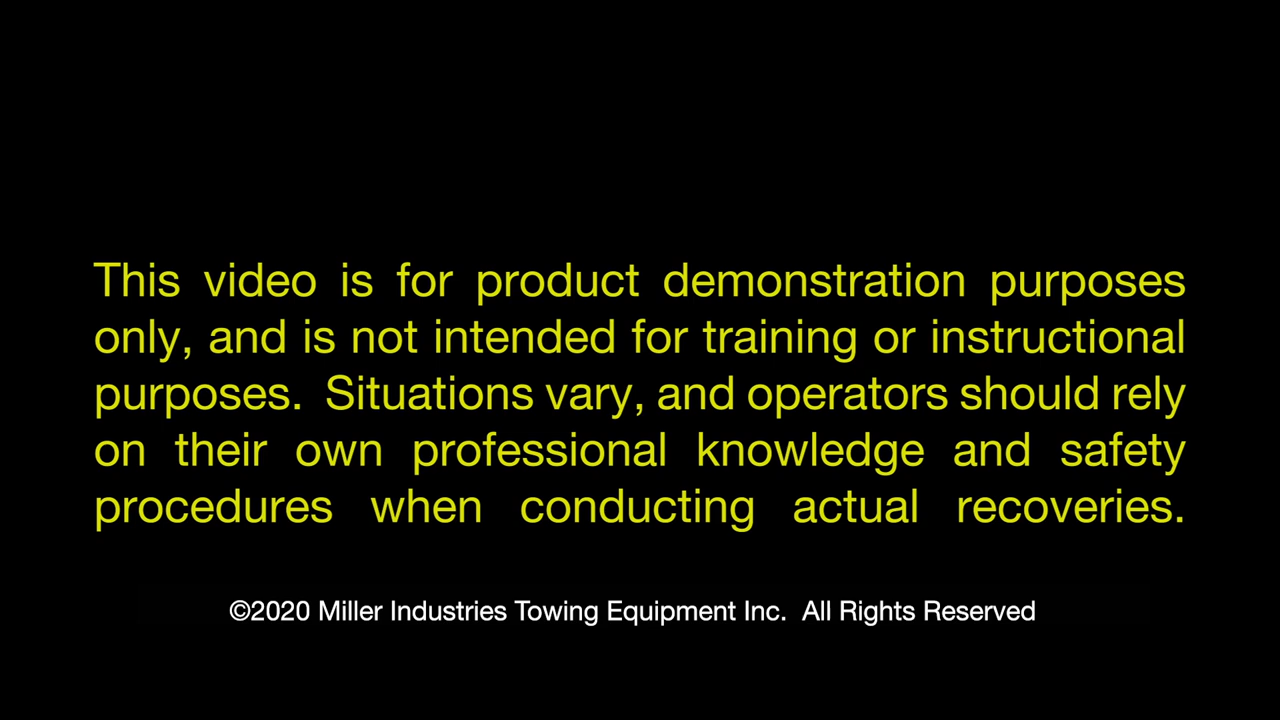 This video is for product demonstration purposes
only, and is not intended for training or instructional
purposes.  Situations vary, and operators should rely
on their own professional knowledge and safety
procedures when conducting actual recoveries.
©2020 Miller Industries Towing Equipment Inc.  All Rights Reserved